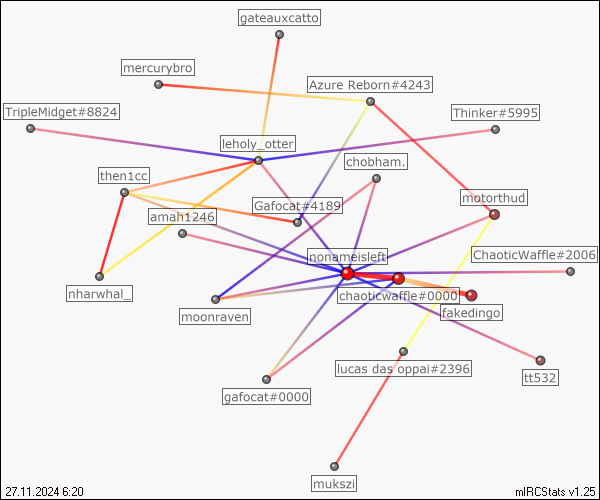 gateauxcatto
mercurybro
Azure Reborn#4243
TripleMidget#8824
Thinker#5995
leholy_otter
chobham.
then1cc
motorthud
Gafocat#4189
amah1246
nonameisleft
ChaoticWaffle#2006
nharwhal_
chaoticwaffle#0000
moonraven
fakedingo
lucas das oppai#2396
tt532
gafocat#0000
mukszi
27.11.2024 6:20
mIRCStats v1.25